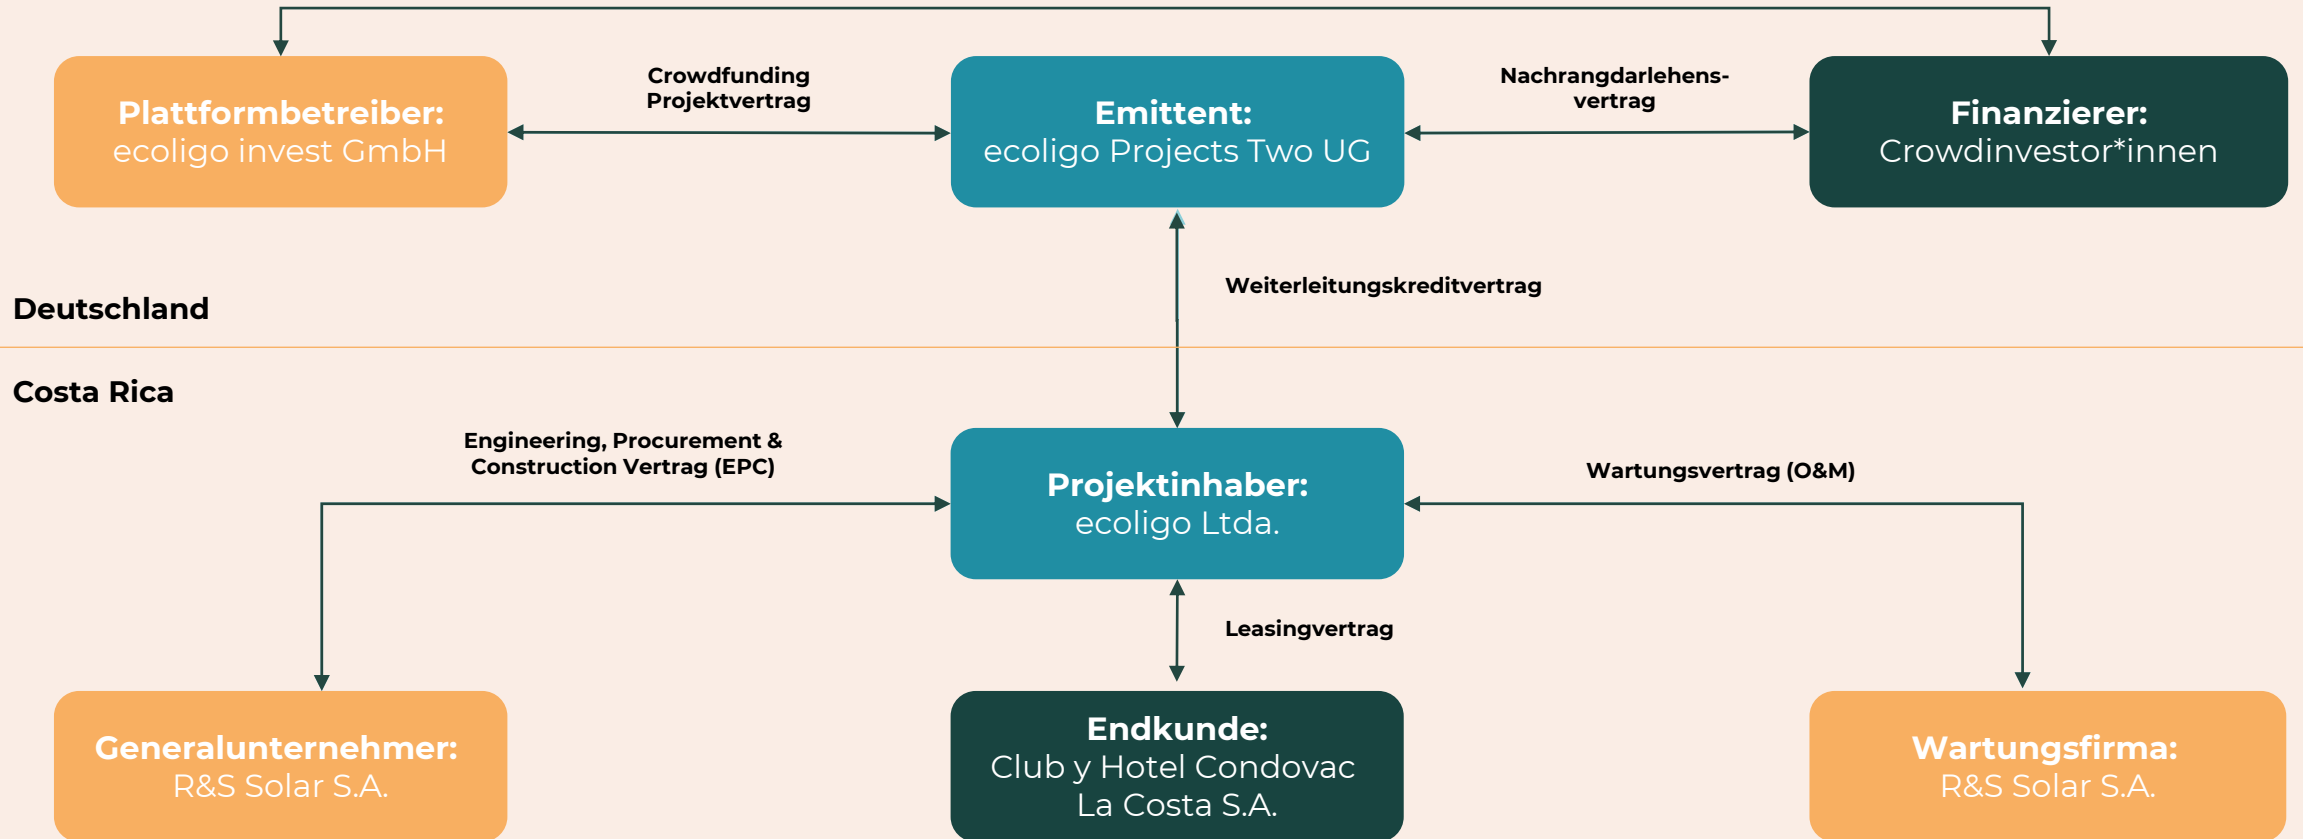 Crowdfunding
Projektvertrag
Nachrangdarlehens-
vertrag
Plattformbetreiber:
ecoligo invest GmbH
Emittent:
ecoligo Projects Two UG
Finanzierer:
Crowdinvestor*innen
Weiterleitungskreditvertrag
Deutschland
Costa Rica
Engineering, Procurement &
Construction Vertrag (EPC)
Projektinhaber:
ecoligo Ltda.
Wartungsvertrag (O&M)
Leasingvertrag
Generalunternehmer:
R&S Solar S.A.
Endkunde:
Club y Hotel Condovac
La Costa S.A.
Wartungsfirma:
R&S Solar S.A.